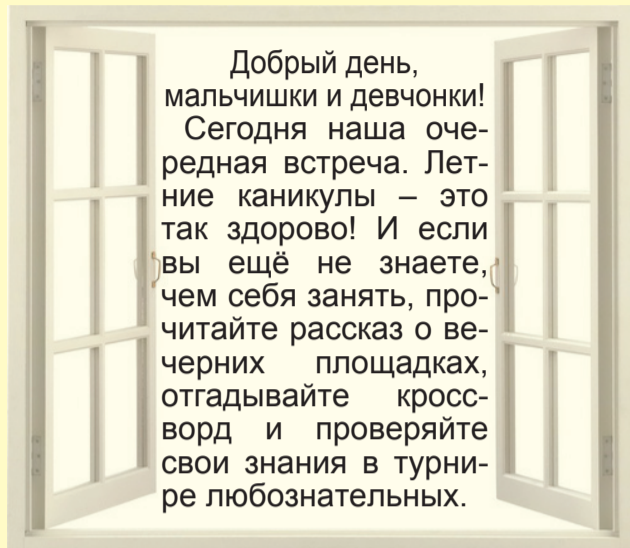 Добрый день,
мальчишки и девчонки!
Сегодня наша оче-
редная встреча. Лет-
ние каникулы – это
так здорово! И если
вы ещё не знаете,
чем себя занять, про-
читайте рассказ о ве-
черних площадках,
отгадывайте кросс-
ворд и проверяйте
свои знания в турни-
ре любознательных.